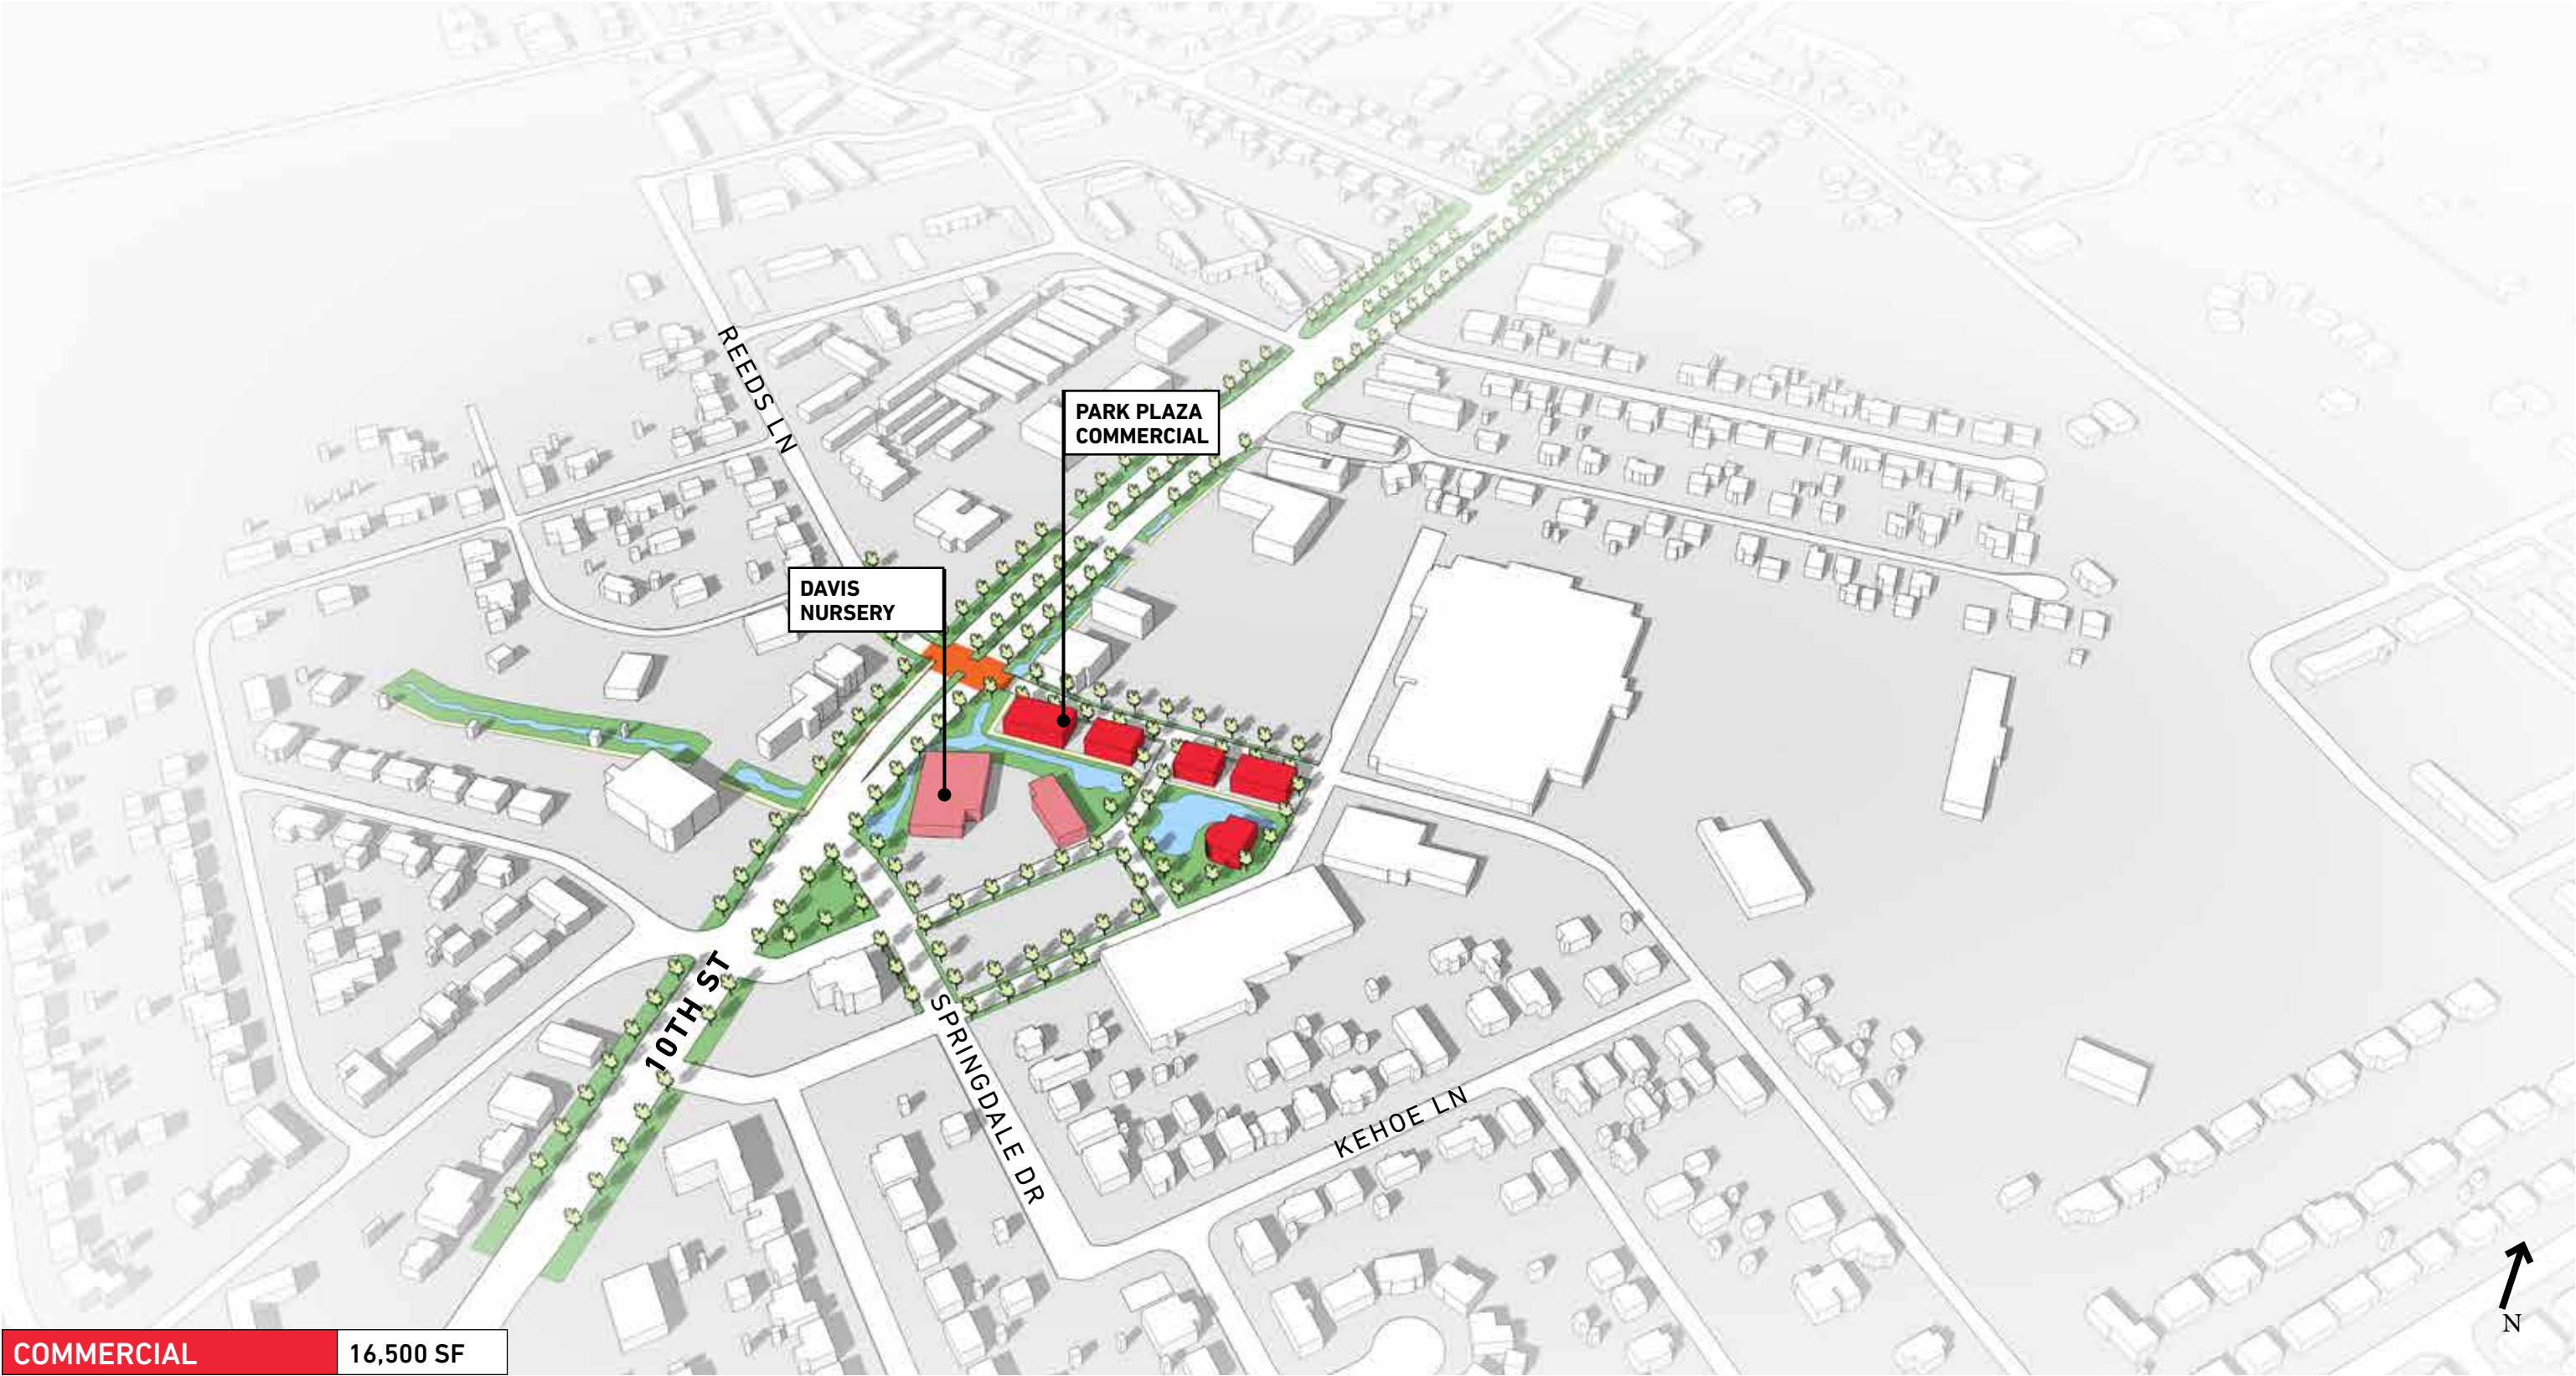 REEDS LN
PARK PLAZA
COMMERCIAL
DAVIS
NURSERY
10TH ST
SPRINGDALE DR
KEHOE LN
N
COMMERCIAL
16,500 SF